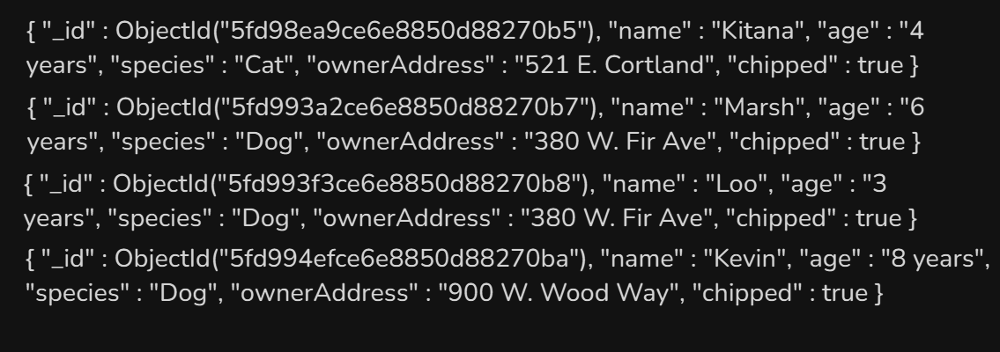 { "_id" : ObjectId("5fd98ea9ce6e8850d88270b5"), "name" : "Kitana", "age" : "4
years", "species" : "Cat", "ownerAddress" : "521 E. Cortland", "chipped" : true }
{ "_id" : ObjectId("5fd993a2ce6e8850d88270b7"), "name" : "Marsh", "age" : "6
years", "species" : "Dog", "ownerAddress" : "380 W. Fir Ave", "chipped" : true }
{ "_id" : ObjectId("5fd993f3ce6e8850d88270b8"), "name" : "Loo", "age" : "3
years", "species" : "Dog", "ownerAddress" : "380 W. Fir Ave", "chipped" : true }
{ "_id" : ObjectId("5fd994efce6e8850d88270ba"), "name" : "Kevin", "age" : "8 years",
"species" : "Dog", "ownerAddress" : "900 W. Wood Way", "chipped" : true }